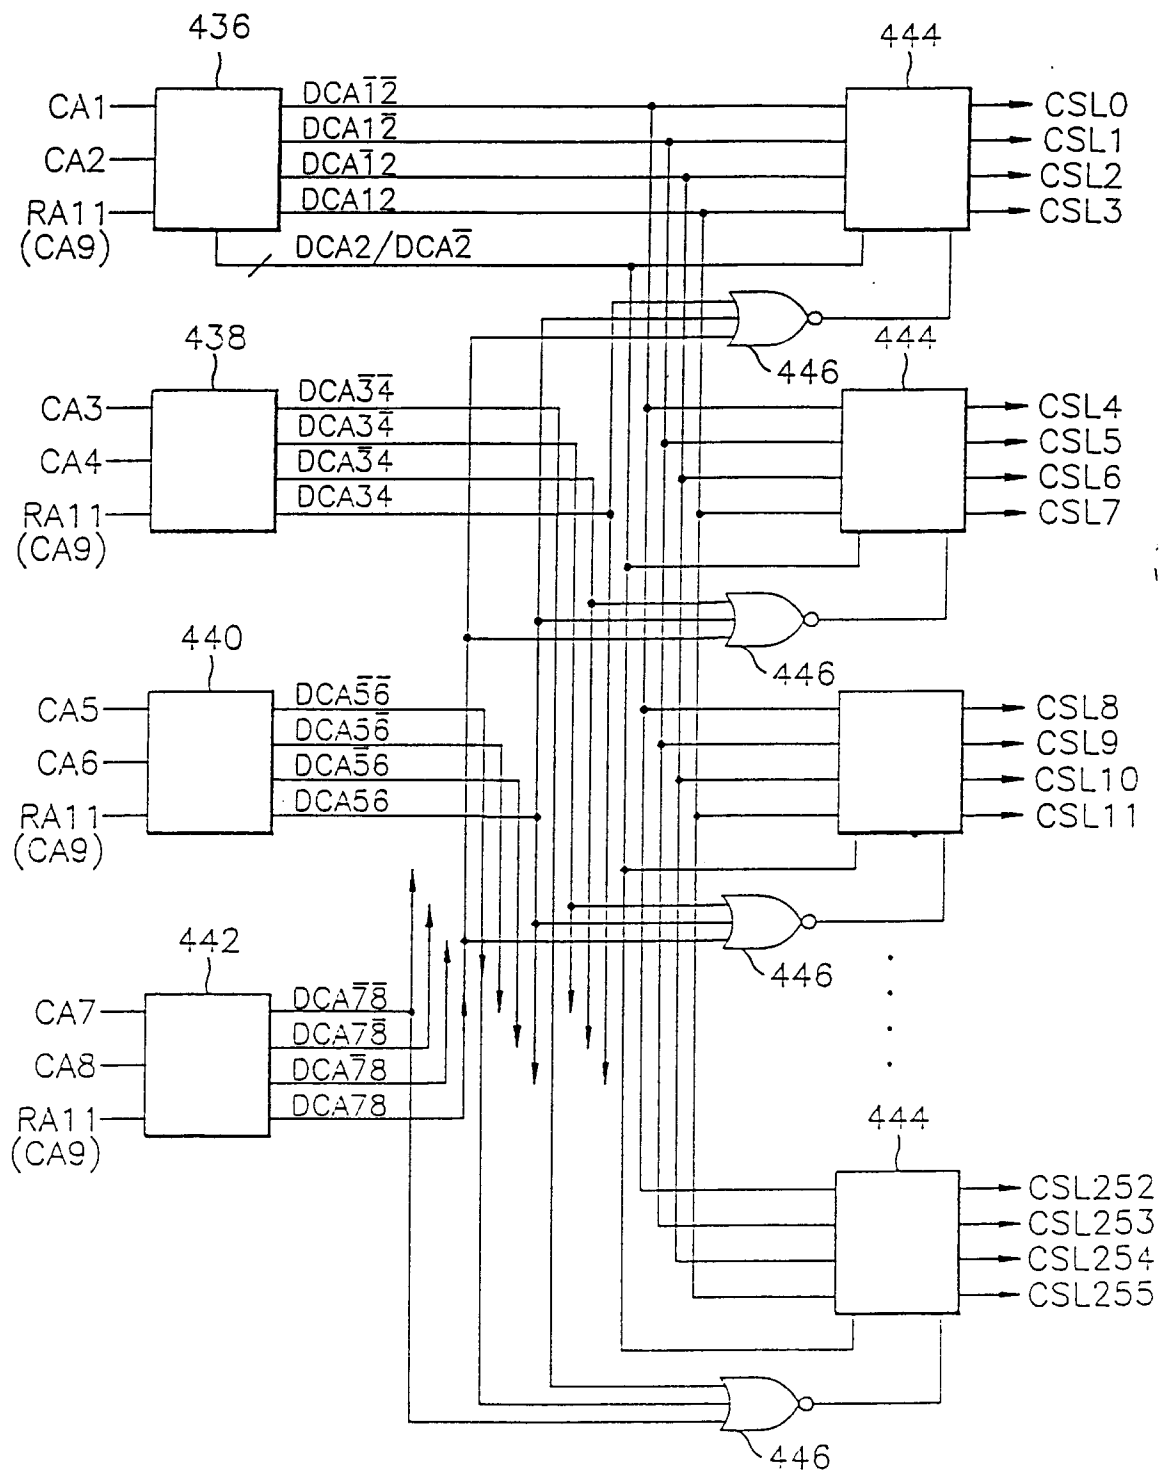 436
444
CA1
CA2
RA11
(CA9)
DCA1̅2̅
DCA12̅
DCA1̅2
DCA12
DCA2/DCA2̅
CSL0
CSL1
CSL2
CSL3
446
438
444
CA3
CA4
RA11
(CA9)
DCA3̅4̅
DCA34̅
DCA3̅4
DCA34
CSL4
CSL5
CSL6
CSL7
446
440
CA5
CA6
RA11
(CA9)
DCA5̅6̅
DCA56̅
DCA5̅6
DCA56
CSL8
CSL9
CSL10
CSL11
446
442
CA7
CA8
RA11
(CA9)
DCA7̅8̅
DCA78̅
DCA7̅8
DCA78
444
CSL252
CSL253
CSL254
CSL255
446